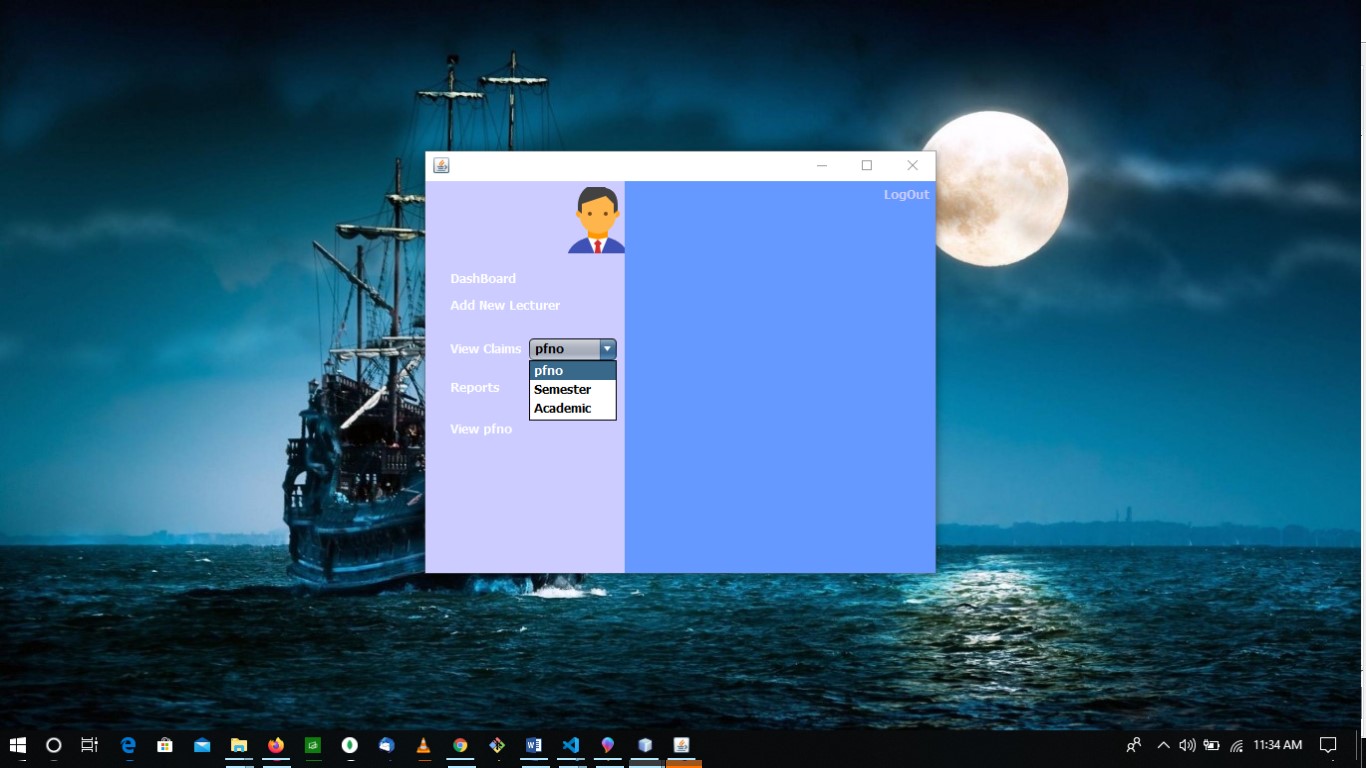 LogOut
DashBoard
Add New Lecturer
View Claims pfno
pfno
Semester
Academic
Reports
View pfno
11:34 AM